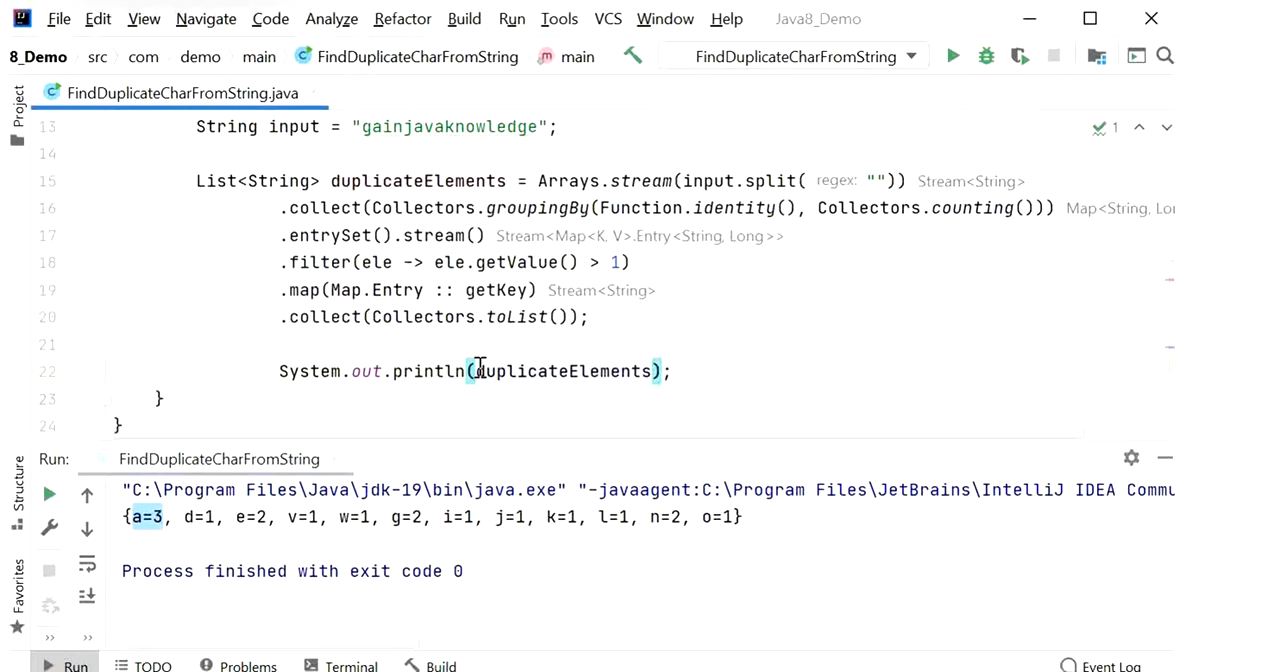 File Edit View Navigate Code Analyze Refactor Build Run Tools VCS Window Help Java8_Demo
8_Demo src com demo main FindDuplicateCharFromString main FindDuplicateCharFromString
Project
FindDuplicateCharFromString.java
13 String input = "gainjavaknowledge"; 1
14
15 List<String> duplicateElements = Arrays.stream(input.split( regex: "")) Stream<String>
16 .collect(Collectors.groupingBy(Function.identity(), Collectors.counting())) Map<String, Lon
17 .entrySet().stream() Stream<Map<K, V>.Entry<String, Long>>
18 .filter(ele -> ele.getValue() > 1)
19 .map(Map.Entry :: getKey) Stream<String>
20 .collect(Collectors.toList());
21
22 System.out.println(duplicateElements);
23 }
24 }
Structure
Favorites
Run: FindDuplicateCharFromString
"C:\Program Files\Java\jdk-19\bin\java.exe" "-javaagent:C:\Program Files\JetBrains\IntelliJ IDEA Commu
{a=3, d=1, e=2, v=1, w=1, g=2, i=1, j=1, k=1, l=1, n=2, o=1}
Process finished with exit code 0
Run TODO Problems Terminal Build Event Log